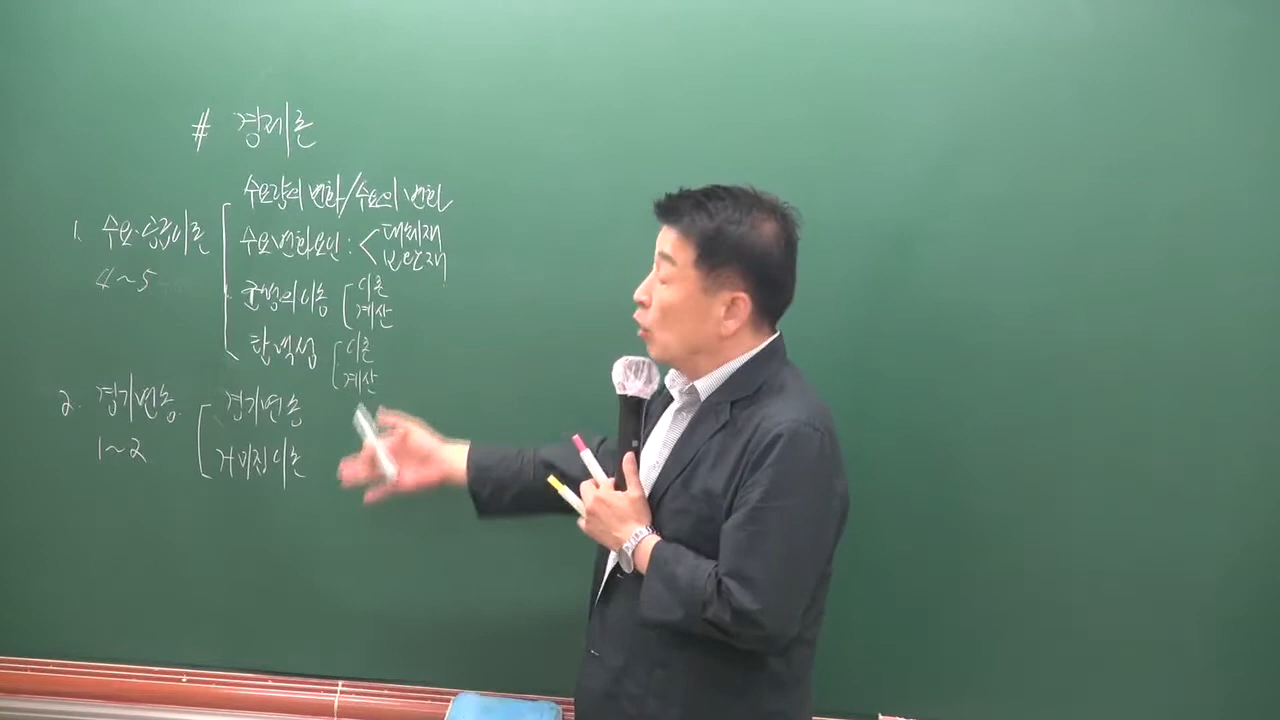 # 경제론
수요량의 변화/수요의 변화
1. 수요·공급이론
수요변화요인 : < 대체재
보완재
4~5
균형의 이동 [ 이론
계산
탄력성 [ 이론
계산
2. 경기변동
경기변동
1~2
거미집이론